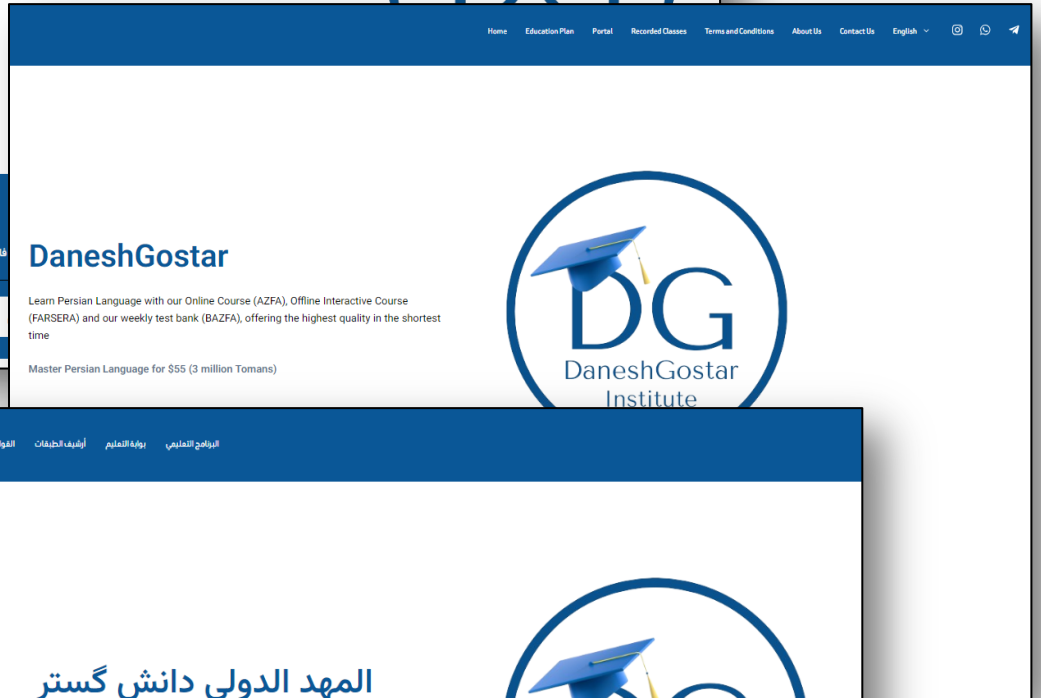 Home Education Plan Portal Recorded Classes Terms and Conditions About Us Contact Us English
DaneshGostar
Learn Persian Language with our Online Course (AZFA), Offline Interactive Course
(FARSERA) and our weekly test bank (BAZFA), offering the highest quality in the shortest
time
Master Persian Language for $55 (3 million Tomans)
DG
DaneshGostar
Institute
البرنامج التعليمي بوابة التعليم أرشيف الطبقات
المهد الدولي دانش گستر